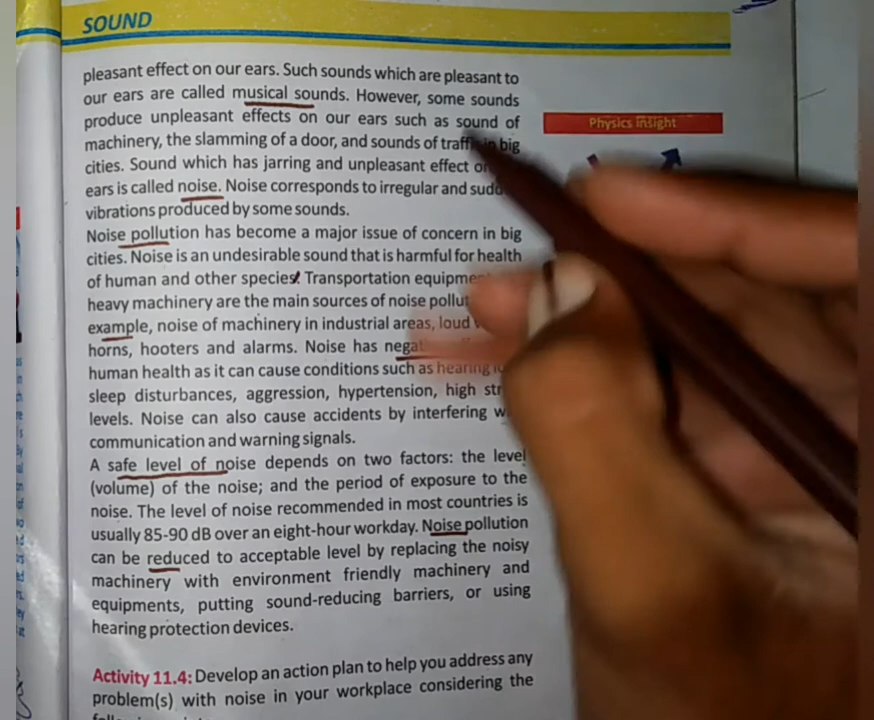 SOUND
pleasant effect on our ears. Such sounds which are pleasant to
our ears are called musical sounds. However, some sounds
produce unpleasant effects on our ears such as sound of
machinery, the slamming of a door, and sounds of traffic in big
cities. Sound which has jarring and unpleasant effect on
ears is called noise. Noise corresponds to irregular and
vibrations produced by some sounds.
Noise pollution has become a major issue of concern in big
cities. Noise is an undesirable sound that is harmful for health
of human and other species. Transportation
heavy machinery are the main sources of noise
example, noise of machinery in industrial areas, loud
horns, hooters and alarms. Noise has
human health as it can cause conditions such as hearing
sleep disturbances, aggression, hypertension, high
levels. Noise can also cause accidents by interfering
communication and warning signals.
A safe level of noise depends on two factors: the level
(volume) of the noise; and the period of exposure to the
noise. The level of noise recommended in most countries is
usually 85-90 dB over an eight-hour workday. Noise pollution
can be reduced to acceptable level by replacing the noisy
machinery with environment friendly machinery and
equipments, putting sound-reducing barriers, or using
hearing protection devices.
Activity 11.4: Develop an action plan to help you address any
problem(s) with noise in your workplace considering the
Physics insight